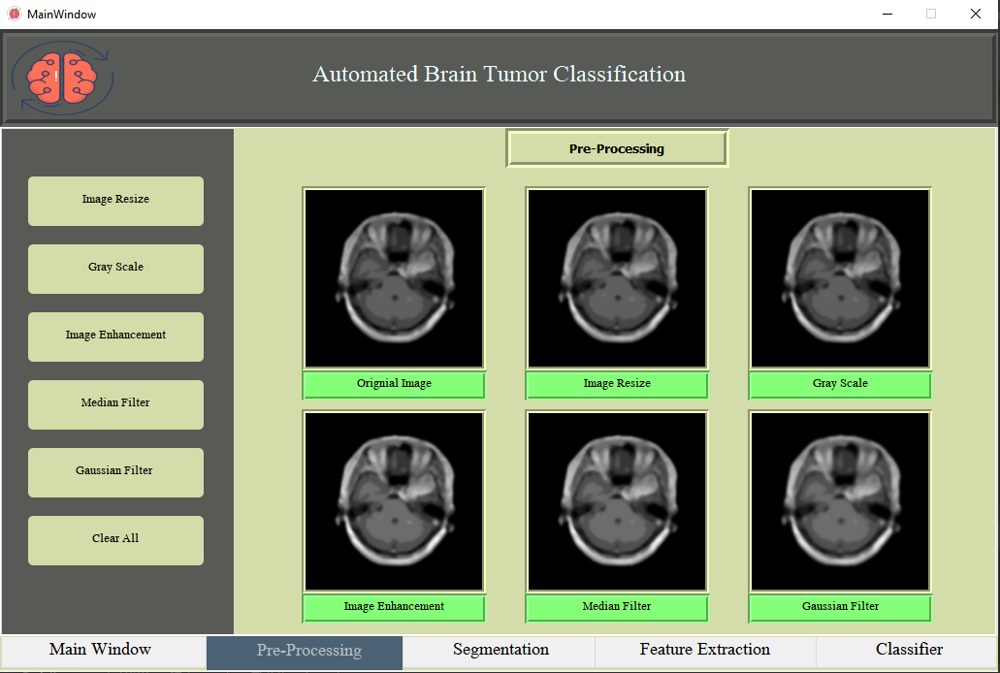 MainWindow
Automated Brain Tumor Classification
Pre-Processing
Image Resize
Gray Scale
Image Enhancement
Median Filter
Gaussian Filter
Clear All
Orignial Image
Image Resize
Gray Scale
Image Enhancement
Median Filter
Gaussian Filter
Main Window
Pre-Processing
Segmentation
Feature Extraction
Classifier